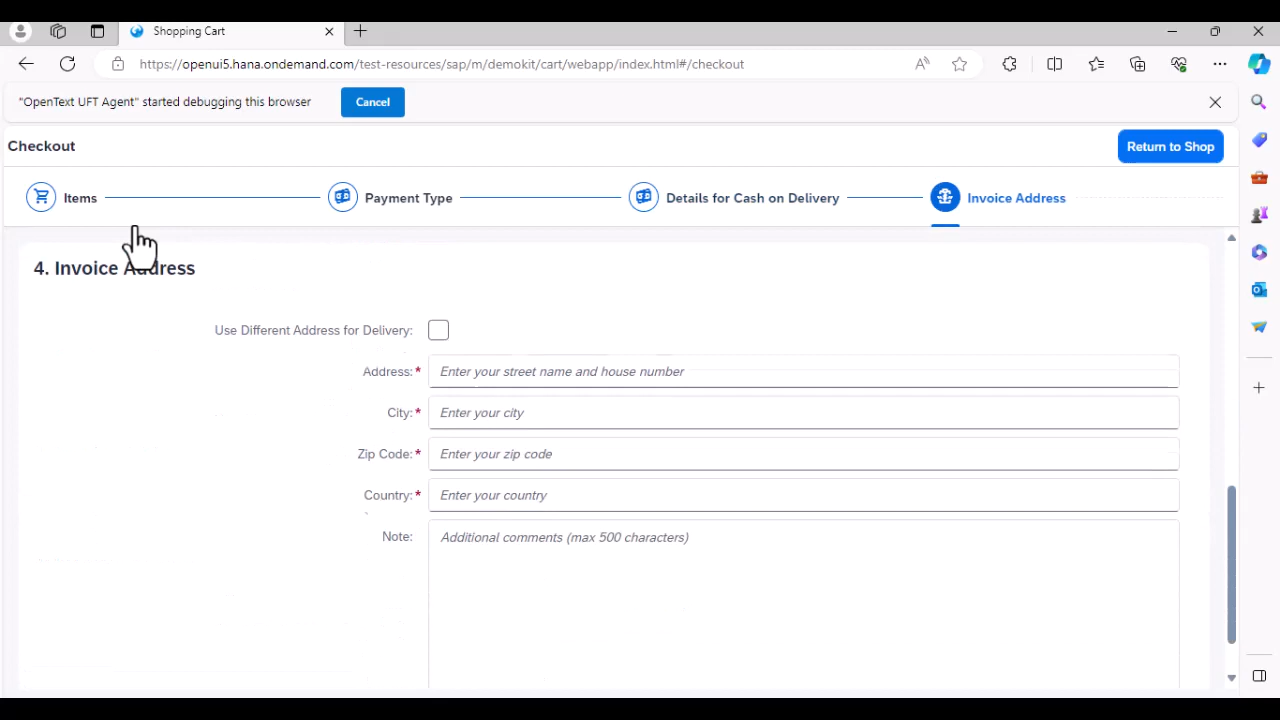 Shopping Cart
https://openui5.hana.ondemand.com/test-resources/sap/m/demokit/cart/webapp/index.html#/checkout
"OpenText UFT Agent" started debugging this browser
Cancel
Checkout
Return to Shop
Items
Payment Type
Details for Cash on Delivery
Invoice Address
4. Invoice Address
Use Different Address for Delivery:
Address:* Enter your street name and house number
City:* Enter your city
Zip Code:* Enter your zip code
Country:* Enter your country
Note: Additional comments (max 500 characters)